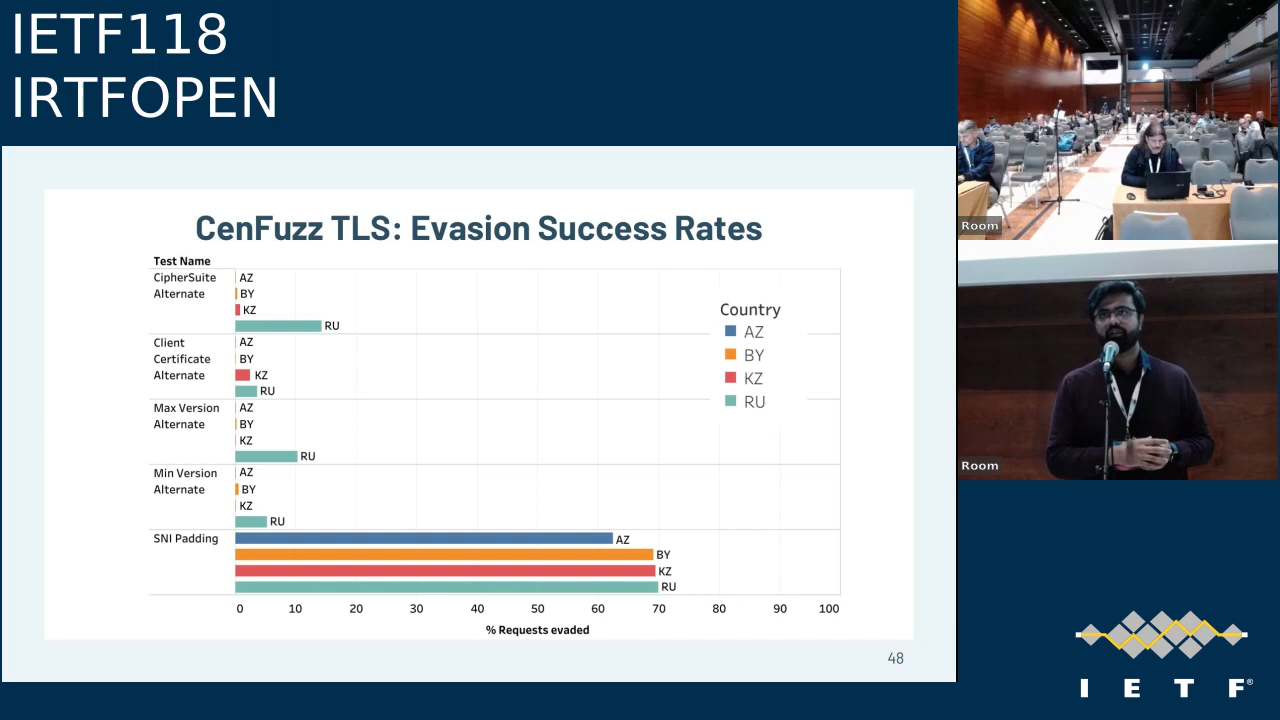 IETF118
IRTFOPEN
CenFuzz TLS: Evasion Success Rates
Test Name
CipherSuite
Alternate
AZ
BY
KZ
RU
Client
Certificate
Alternate
AZ
BY
KZ
RU
Max Version
Alternate
AZ
BY
KZ
RU
Min Version
Alternate
AZ
BY
KZ
RU
SNI Padding
AZ
BY
KZ
RU
Country
AZ
BY
KZ
RU
0 10 20 30 40 50 60 70 80 90 100
% Requests evaded
48
Room
Room
I E T F®